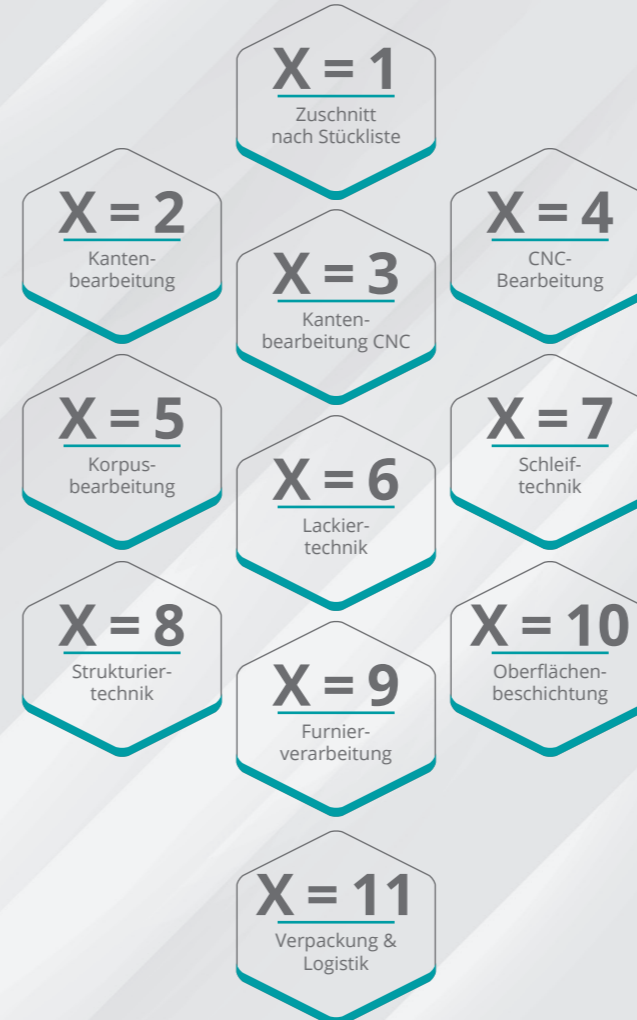 X = 1
Zuschnitt
nach Stückliste
X = 2
Kanten-
bearbeitung
X = 3
Kanten-
bearbeitung CNC
X = 4
CNC-
Bearbeitung
X = 5
Korpus-
bearbeitung
X = 6
Lackier-
technik
X = 7
Schleif-
technik
X = 8
Strukturier-
technik
X = 9
Furnier-
verarbeitung
X = 10
Oberflächen-
beschichtung
X = 11
Verpackung &
Logistik